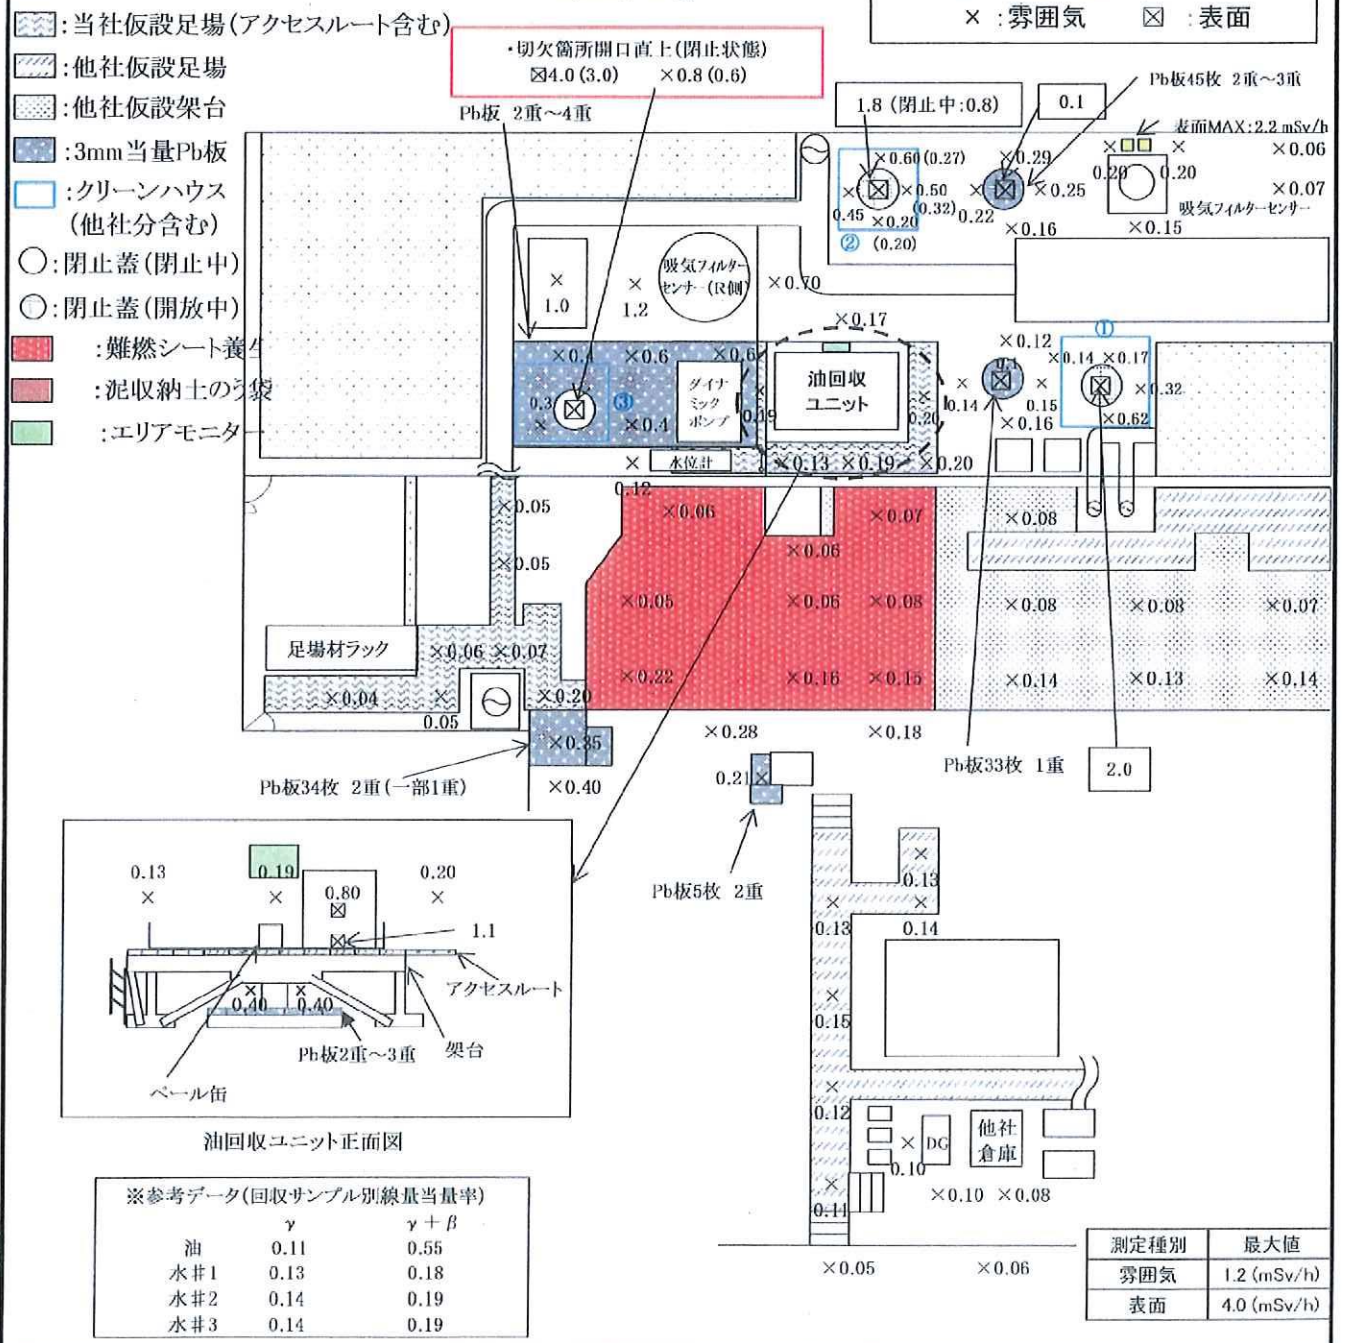 :当社仮設足場(アクセスルート含む)
:他社仮設足場
:他社仮設架台
:3mm当量Pb板
:クリーンハウス
(他社分含む)
:閉止蓋(閉止中)
:閉止蓋(開放中)
:難燃シート養生
:泥収納土のう袋
:エリアモニター
× :雰囲気 ☒ :表面
・切欠箇所開口直上(閉止状態)
☒4.0(3.0) ×0.8(0.6)
Pb板 2重～4重
1.8 (閉止中:0.8)
0.1
Pb板45枚 2重～3重
表面MAX:2.2 mSv/h
×0.60(0.27)
×0.29
0.20
0.20
×0.06
×0.50
(0.32)
×0.25
×0.07
0.45
×0.20
(0.20)
②
0.22
×0.16
吸気フィルターセンサー
×0.15
×
1.0
×
1.2
吸気フィルター
センサー(R側)
×0.70
×0.17
①
×0.12
×0.14 ×0.17
×0.4
×0.6
×0.6
ダイナ
ミック
ポンプ
油回収
ユニット
0.1
×0.32
0.3
③
×0.4
0.19
0.20
0.14
0.15
×0.16
×0.62
×
0.12
水位計
×0.13 ×0.19
×0.20
×0.05
×0.06
×0.07
×0.08
×0.05
×0.06
×0.05
×0.06
×0.08
×0.08
×0.08
×0.07
足場材ラック
×0.06 ×0.07
×0.22
×0.16
×0.15
×0.14
×0.13
×0.14
×0.04
×
0.05
×0.20
×0.35
×0.28
×0.18
Pb板34枚 2重(一部1重)
×0.40
0.21×
Pb板33枚 1重
2.0
Pb板5枚 2重
0.13
×
0.19
×
0.80
☒
0.20
×
☒
1.1
アクセスルート
×
0.40
×
0.40
Pb板2重～3重
架台
ペール缶
油回収ユニット正面図
×
0.13
×
0.13
×
0.14
×
0.15
×
0.12
×
0.10
DG
他社
倉庫
×
0.11
×0.10 ×0.08
×0.05
×0.06
※参考データ(回収サンプル別線量当量率)
γ γ+β
油 0.11 0.55
水#1 0.13 0.18
水#2 0.14 0.19
水#3 0.14 0.19
測定種別 最大値
雰囲気 1.2 (mSv/h)
表面 4.0 (mSv/h)